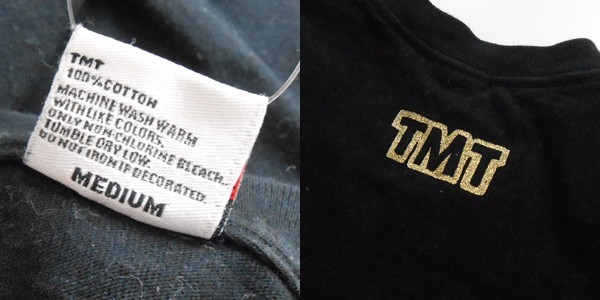 TMT
100% COTTON
MACHINE WASH WARM
WITH LIKE COLORS.
ONLY NON-CHLORINE BLEACH.
TUMBLE DRY LOW.
DO NOT IRON IF DECORATED.
MEDIUM
TMT